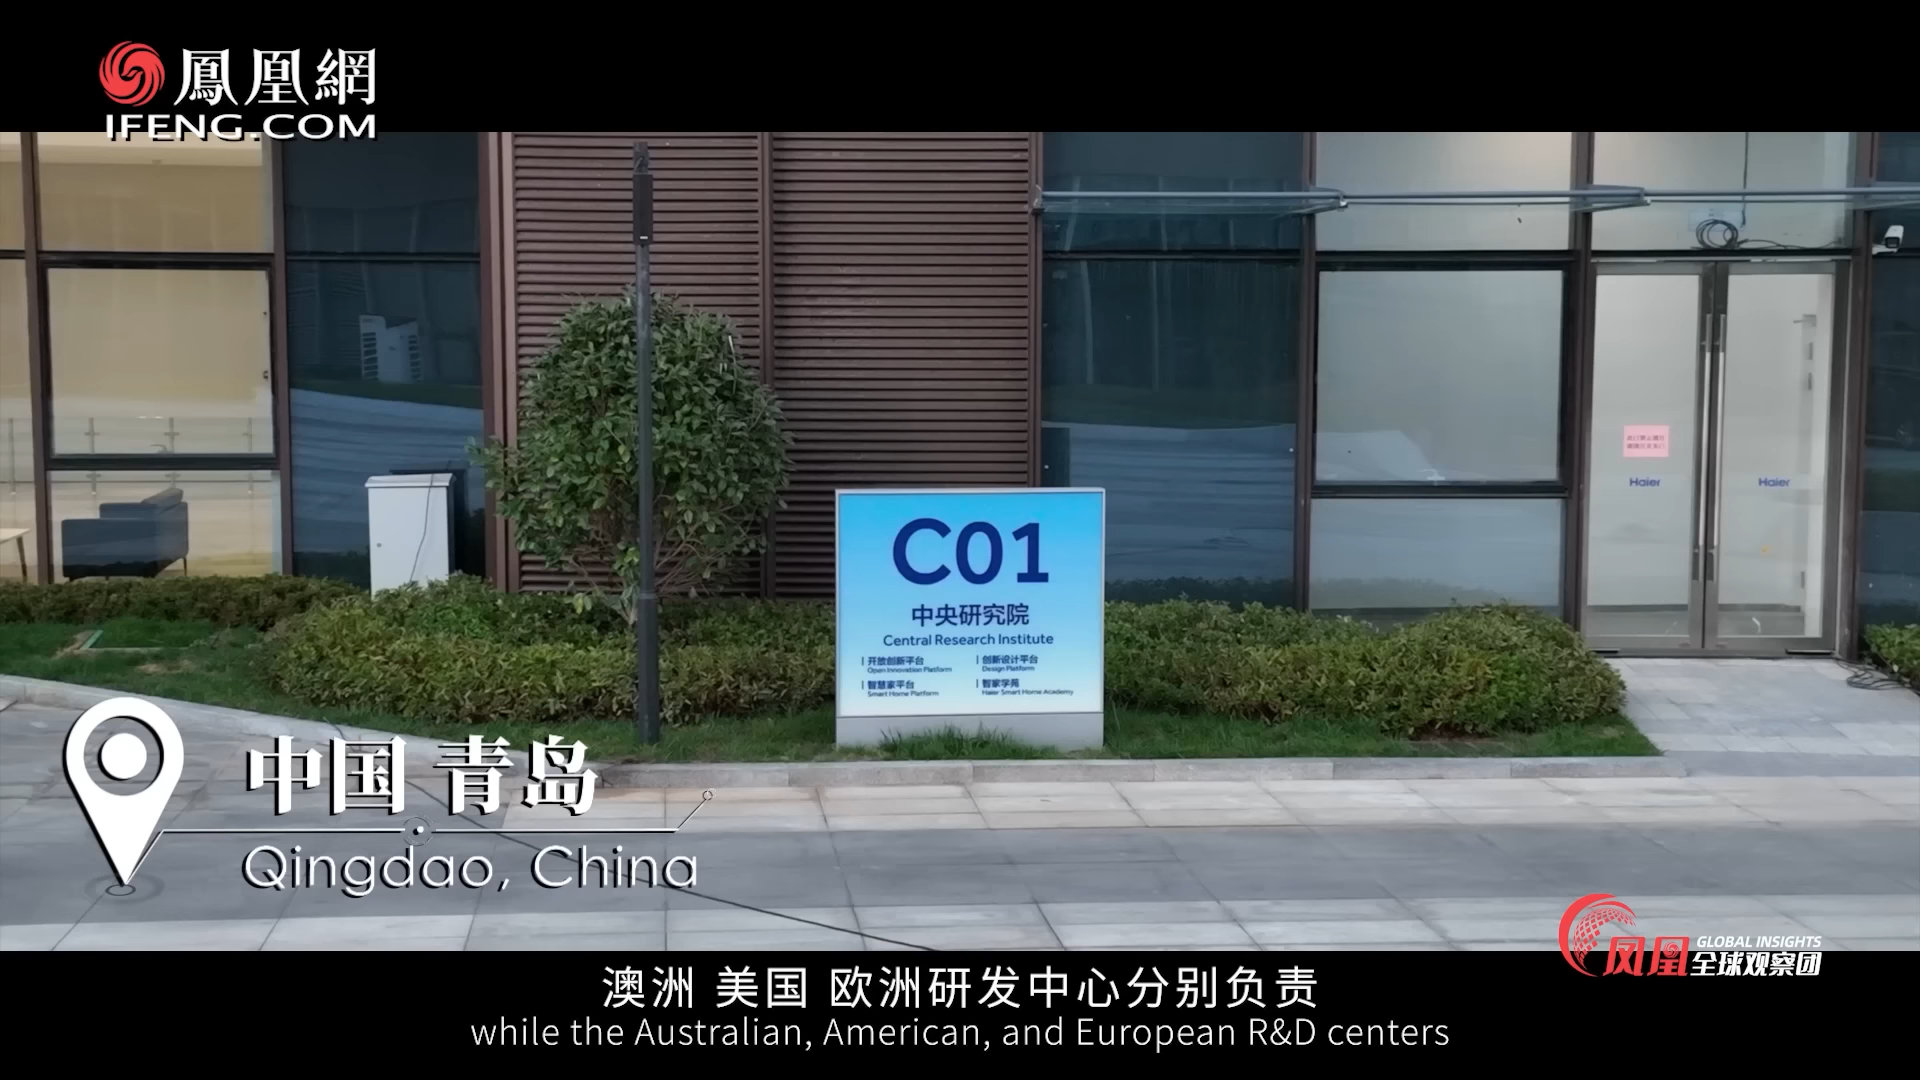 鳳凰網
IFENG.COM
C01
中央研究院
Central Research Institute
开放创新平台
Open Innovation Platform
创新设计平台
Design Platform
智慧家平台
Smart Home Platform
智家学苑
Haier Smart Home Academy
Haier
Haier
中国 青岛
Qingdao, China
凤凰
GLOBAL INSIGHTS
全球观察团
澳洲 美国 欧洲研发中心分别负责
while the Australian, American, and European R&D centers